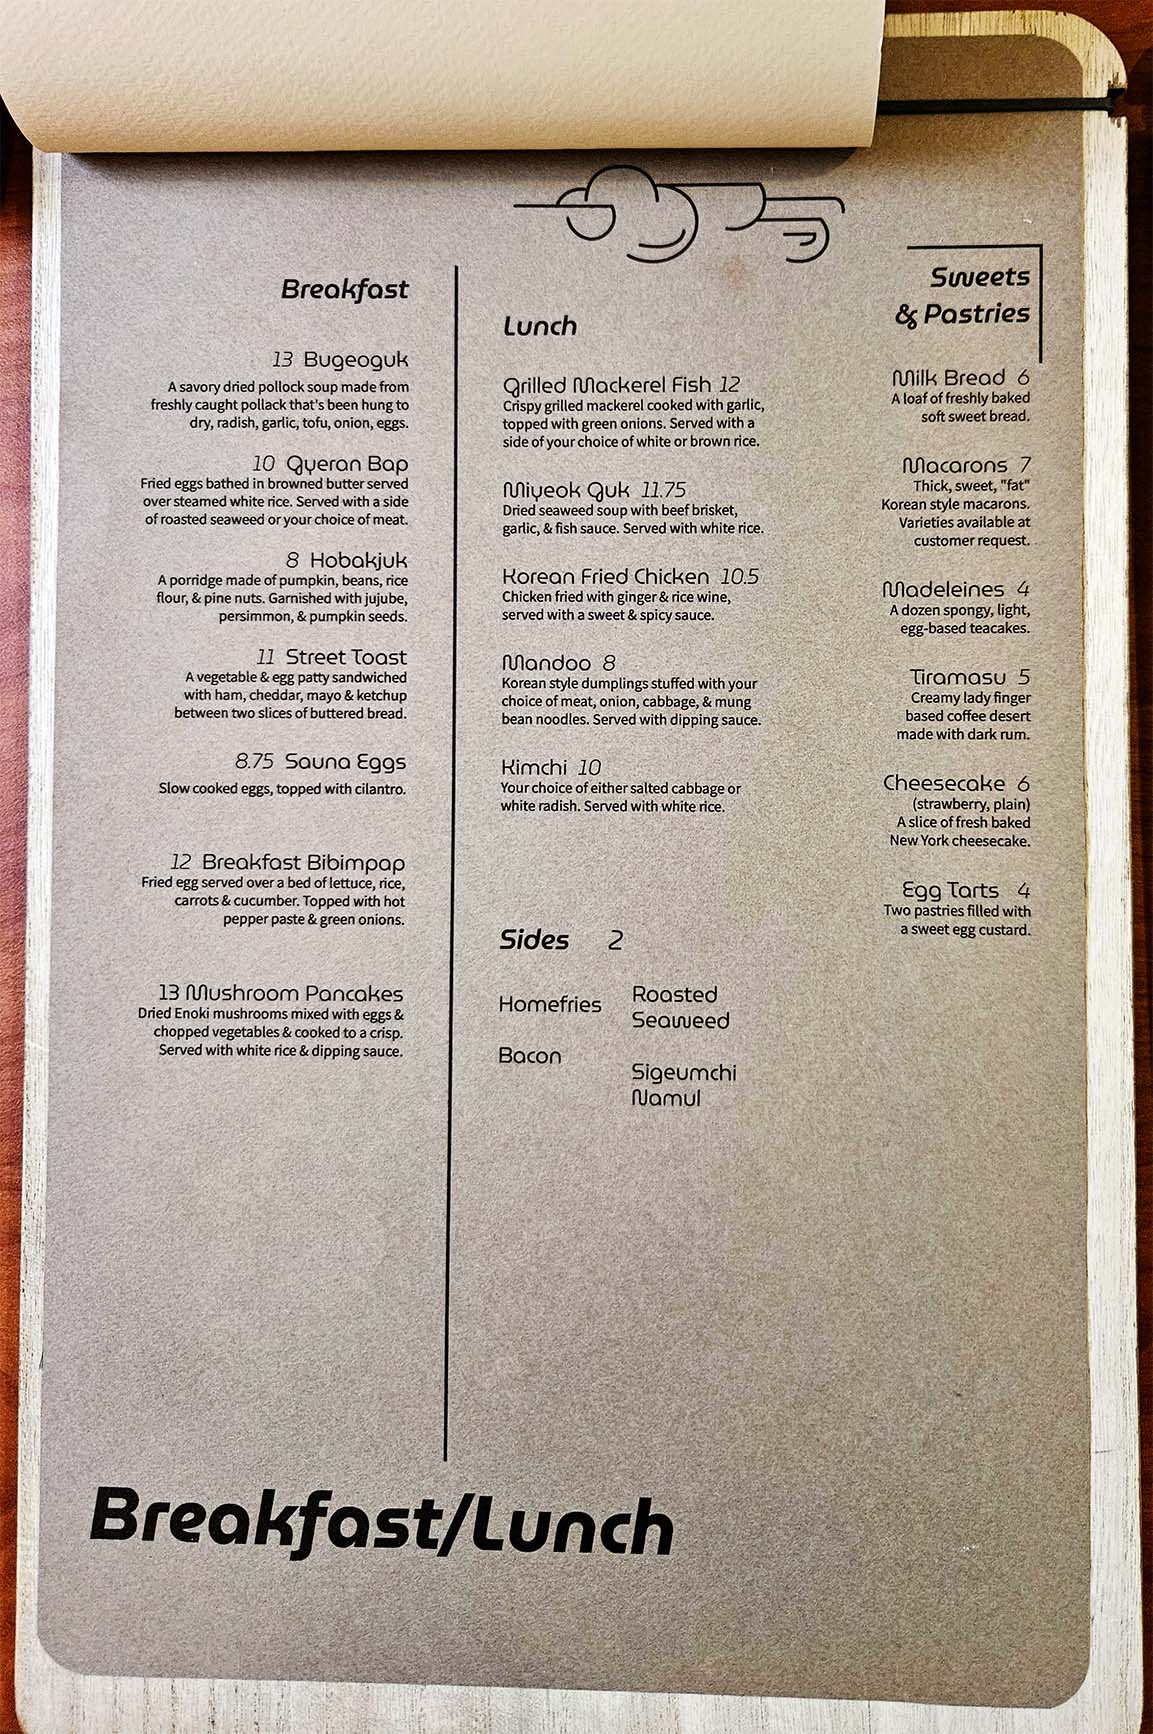 Breakfast
13 Bugeoguk
A savory dried pollock soup made from
freshly caught pollack that's been hung to
dry, radish, garlic, tofu, onion, eggs.
10 Gyeran Bap
Fried eggs bathed in browned butter served
over steamed white rice. Served with a side
of roasted seaweed or your choice of meat.
8 Hobakjuk
A porridge made of pumpkin, beans, rice
flour, & pine nuts. Garnished with jujube,
persimmon, & pumpkin seeds.
11 Street Toast
A vegetable & egg patty sandwiched
with ham, cheddar, mayo & ketchup
between two slices of buttered bread.
8.75 Sauna Eggs
Slow cooked eggs, topped with cilantro.
12 Breakfast Bibimpap
Fried egg served over a bed of lettuce, rice,
carrots & cucumber. Topped with hot
pepper paste & green onions.
13 Mushroom Pancakes
Dried Enoki mushrooms mixed with eggs &
chopped vegetables & cooked to a crisp.
Served with white rice & dipping sauce.
Lunch
Grilled Mackerel Fish 12
Crispy grilled mackerel cooked with garlic,
topped with green onions. Served with a
side of your choice of white or brown rice.
Miyeok Guk 11.75
Dried seaweed soup with beef brisket,
garlic, & fish sauce. Served with white rice.
Korean Fried Chicken 10.5
Chicken fried with ginger & rice wine,
served with a sweet & spicy sauce.
Mandoo 8
Korean style dumplings stuffed with your
choice of meat, onion, cabbage, & mung
bean noodles. Served with dipping sauce.
Kimchi 10
Your choice of either salted cabbage or
white radish. Served with white rice.
Sides 2
Homefries
Bacon
Roasted
Seaweed
Sigeumchi
Namul
Sweets
& Pastries
Milk Bread 6
A loaf of freshly baked
soft sweet bread.
Macarons 7
Thick, sweet, "fat"
Korean style macarons.
Varieties available at
customer request.
Madeleines 4
A dozen spongy, light,
egg-based teacakes.
Tiramasu 5
Creamy lady finger
based coffee desert
made with dark rum.
Cheesecake 6
(strawberry, plain)
A slice of fresh baked
New York cheesecake.
Egg Tarts 4
Two pastries filled with
a sweet egg custard.
Breakfast/Lunch